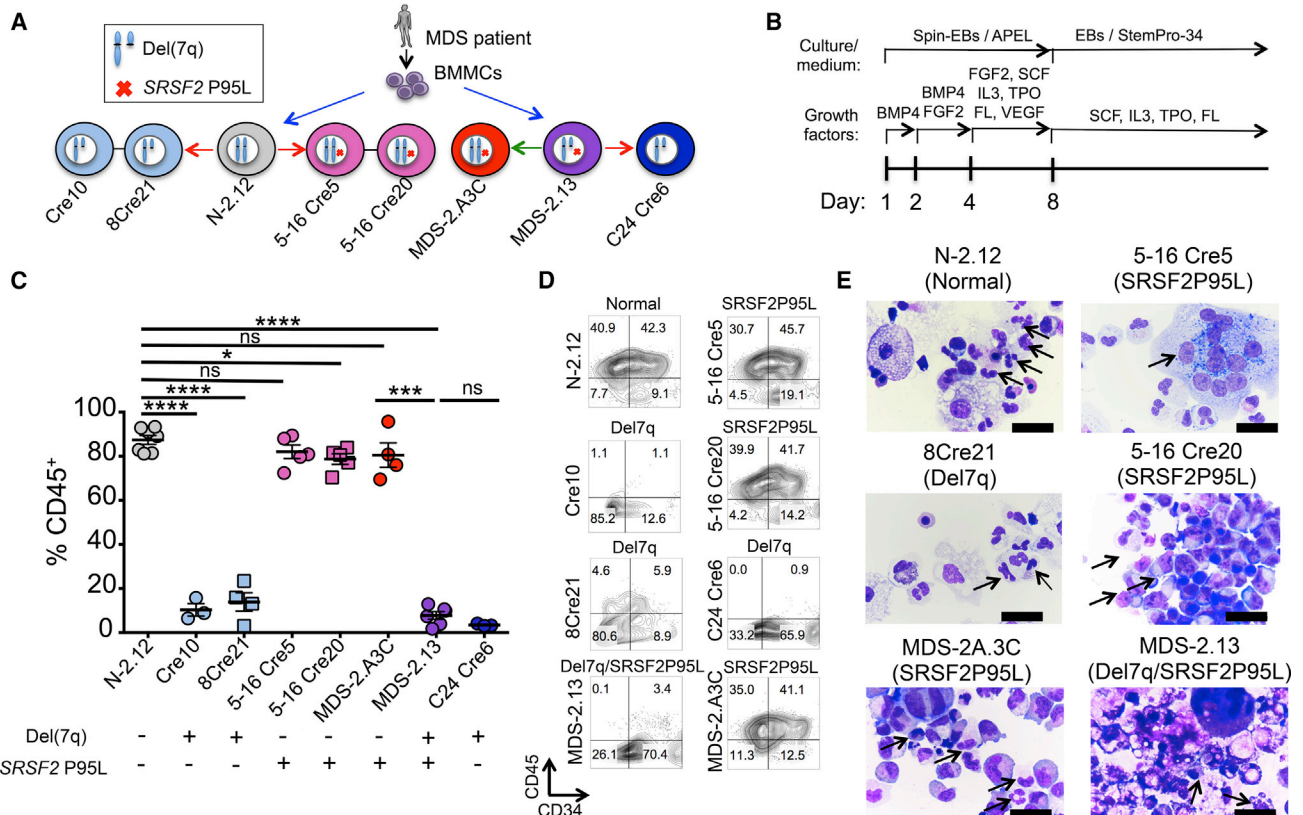 A
Del(7q)
SRSF2 P95L
MDS patient
BMMCs
Cre10
8Cre21
N-2.12
5-16 Cre5
5-16 Cre20
MDS-2.A3C
MDS-2.13
C24 Cre6
B
Culture/
medium:
Spin-EBs / APEL
EBs / StemPro-34
Growth
factors:
BMP4
BMP4
FGF2
FGF2, SCF
IL3, TPO
FL, VEGF
SCF, IL3, TPO, FL
Day: 1 2 4 8
C
****
ns
*
ns
****
****
***
ns
% CD45+
100
80
60
40
20
0
N-2.12
Cre10
8Cre21
5-16 Cre5
5-16 Cre20
MDS-2.A3C
MDS-2.13
C24 Cre6
Del(7q) - + + - - - + +
SRSF2 P95L - - - + + + + -
D
Normal
N-2.12
40.9 42.3
7.7 9.1
SRSF2P95L
5-16 Cre5
30.7 45.7
4.5 19.1
Del7q
Cre10
1.1 1.1
85.2 12.6
SRSF2P95L
5-16 Cre20
39.9 41.7
4.2 14.2
Del7q
8Cre21
4.6 5.9
80.6 8.9
Del7q
C24 Cre6
0.0 0.9
33.2 65.9
Del7q/SRSF2P95L
MDS-2.13
0.1 3.4
26.1 70.4
SRSF2P95L
MDS-2.A3C
35.0 41.1
11.3 12.5
CD45
CD34
E
N-2.12
(Normal)
5-16 Cre5
(SRSF2P95L)
8Cre21
(Del7q)
5-16 Cre20
(SRSF2P95L)
MDS-2A.3C
(SRSF2P95L)
MDS-2.13
(Del7q/SRSF2P95L)